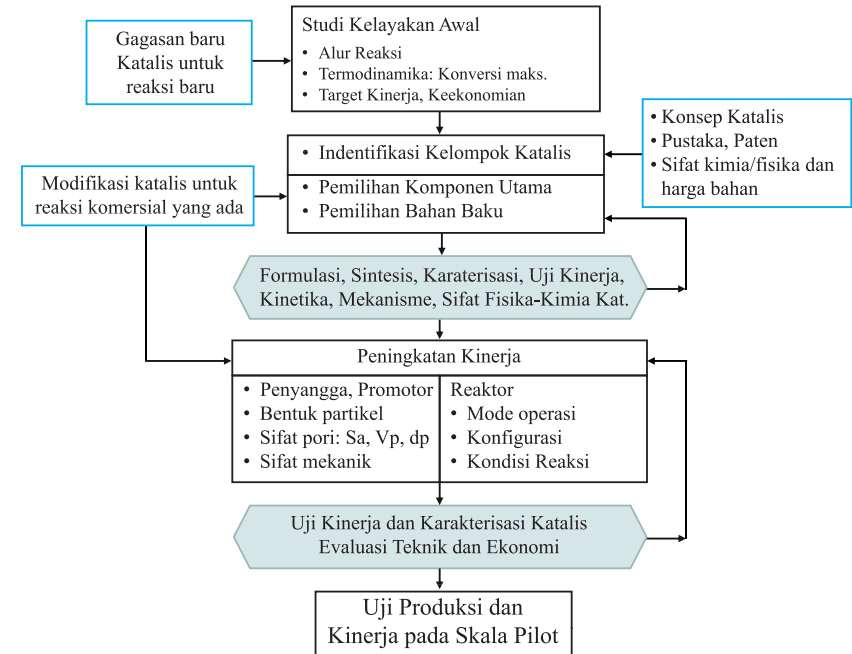 Gagasan baru
Katalis untuk
reaksi baru
Studi Kelayakan Awal
• Alur Reaksi
• Termodinamika: Konversi maks.
• Target Kinerja, Keekonomian
• Konsep Katalis
• Pustaka, Paten
• Sifat kimia/fisika dan
harga bahan
• Indentifikasi Kelompok Katalis
• Pemilihan Komponen Utama
• Pemilihan Bahan Baku
Modifikasi katalis untuk
reaksi komersial yang ada
Formulasi, Sintesis, Karaterisasi, Uji Kinerja,
Kinetika, Mekanisme, Sifat Fisika-Kimia Kat.
Peningkatan Kinerja
• Penyangga, Promotor
• Bentuk partikel
• Sifat pori: Sa, Vp, dp
• Sifat mekanik
Reaktor
• Mode operasi
• Konfigurasi
• Kondisi Reaksi
Uji Kinerja dan Karakterisasi Katalis
Evaluasi Teknik dan Ekonomi
Uji Produksi dan
Kinerja pada Skala Pilot